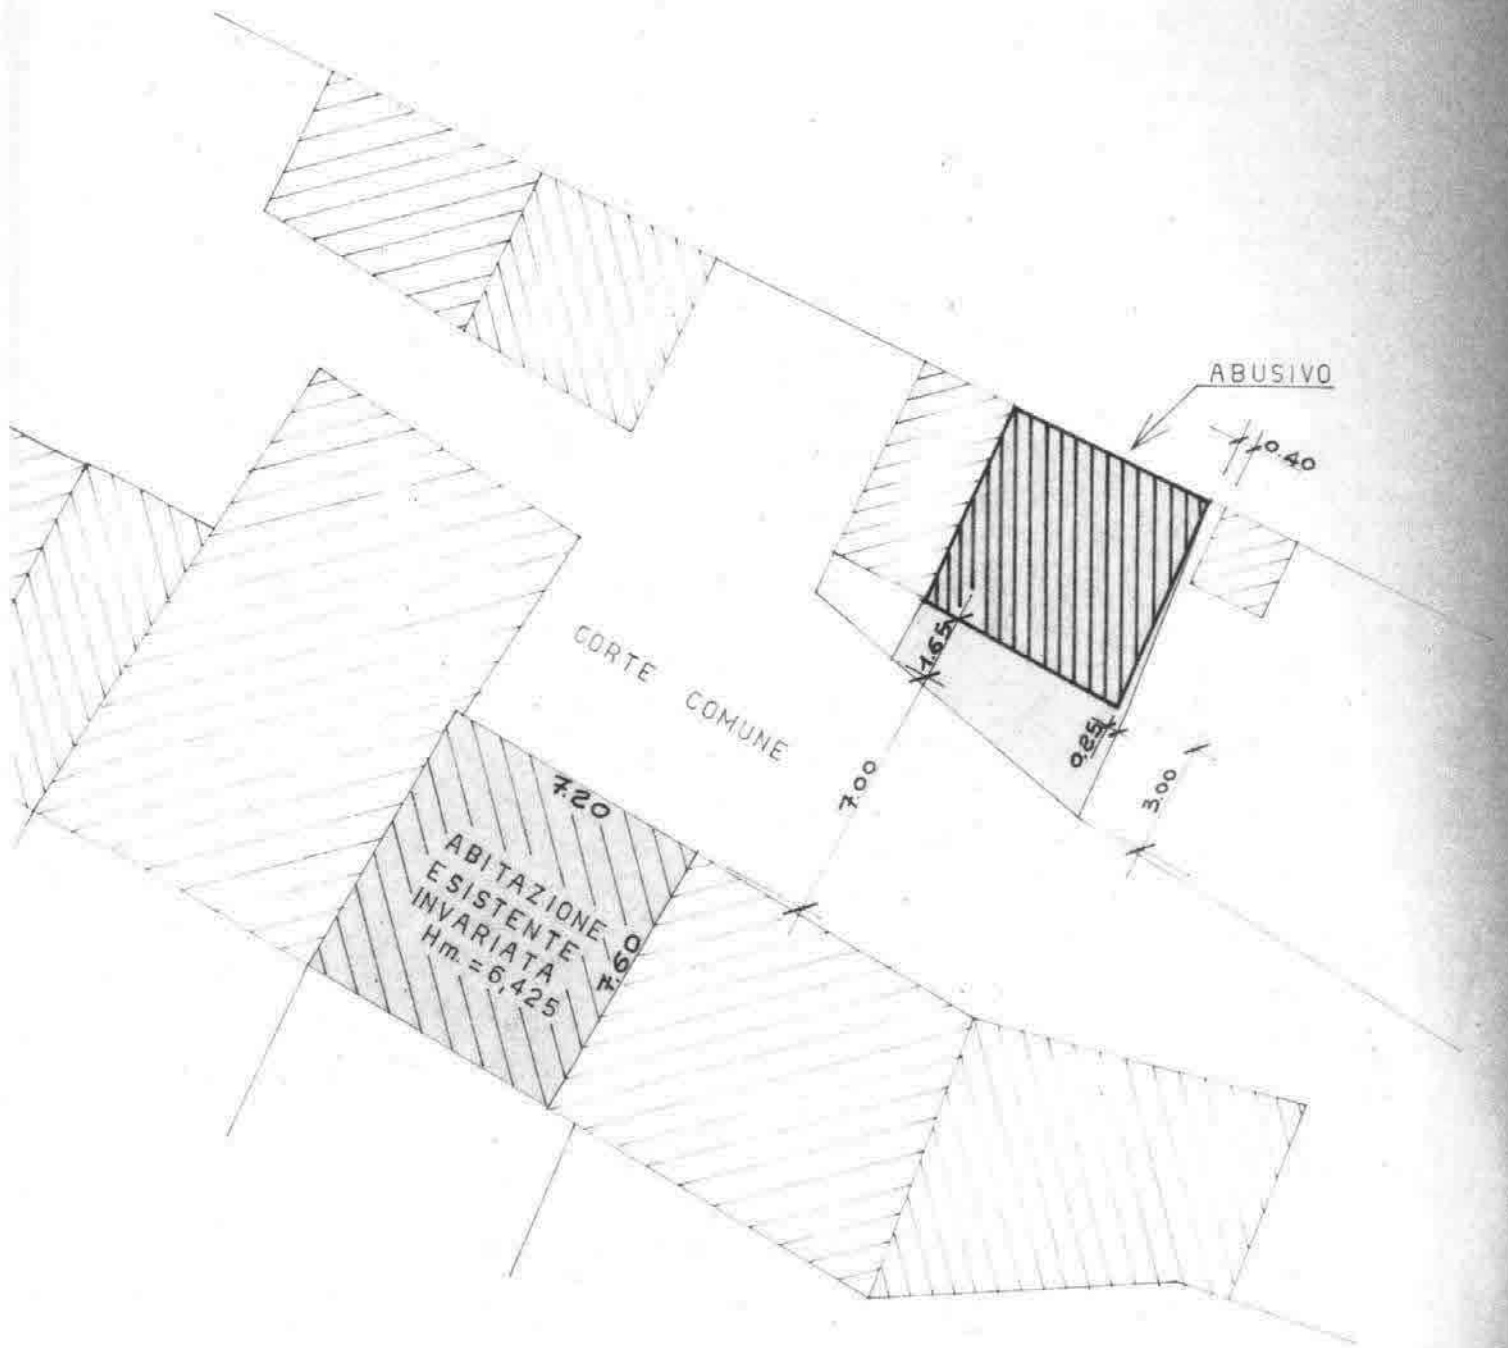 ABUSIVO
0.40
CORTE COMUNE
1.65
0.25
7.00
3.00
7.20
ABITAZIONE
ESISTENTE
INVARIATA
Hm. = 6,425
7.60